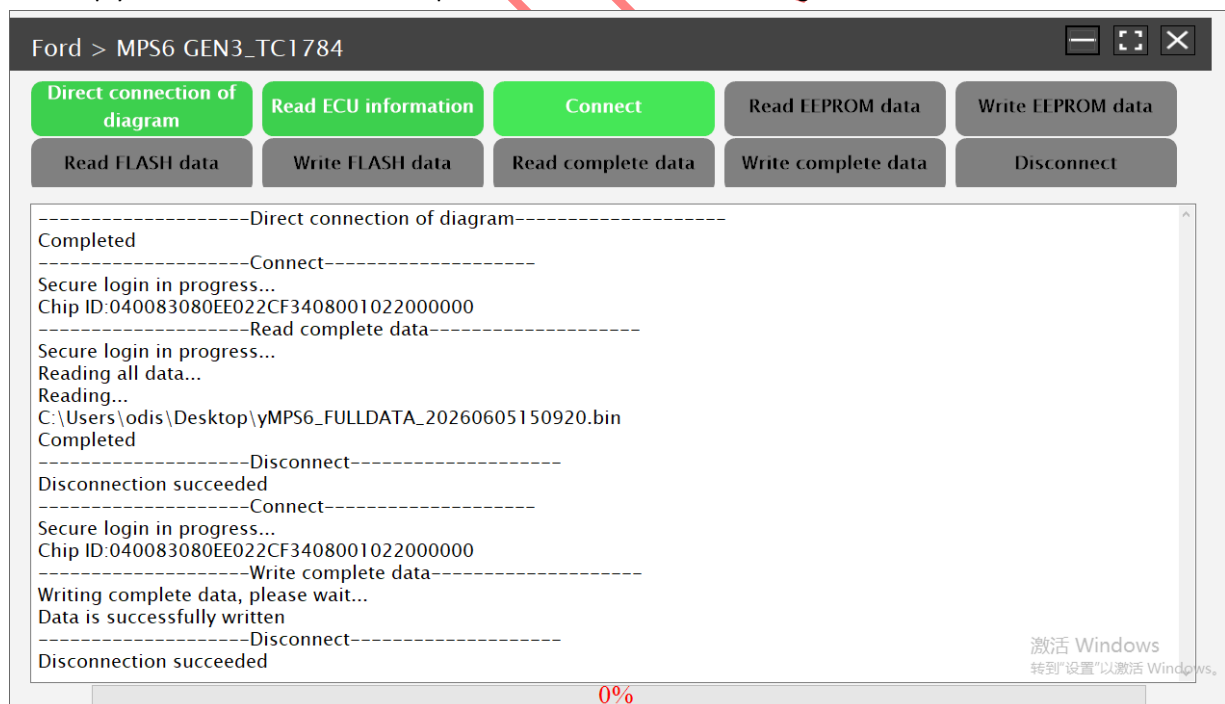 Ford > MPS6 GEN3_TC1784
Direct connection of diagram
Read ECU information
Connect
Read EEPROM data
Write EEPROM data
Read FLASH data
Write FLASH data
Read complete data
Write complete data
Disconnect
--------------------Direct connection of diagram--------------------
Completed
--------------------Connect--------------------
Secure login in progress...
Chip ID:040083080EE022CF3408001022000000
--------------------Read complete data--------------------
Secure login in progress...
Reading all data...
Reading...
C:\Users\odis\Desktop\yMPS6_FULLDATA_20260605150920.bin
Completed
--------------------Disconnect--------------------
Disconnection succeeded
--------------------Connect--------------------
Secure login in progress...
Chip ID:040083080EE022CF3408001022000000
--------------------Write complete data--------------------
Writing complete data, please wait...
Data is successfully written
--------------------Disconnect--------------------
Disconnection succeeded
激活 Windows
转到"设置"以激活 Windows。
0%